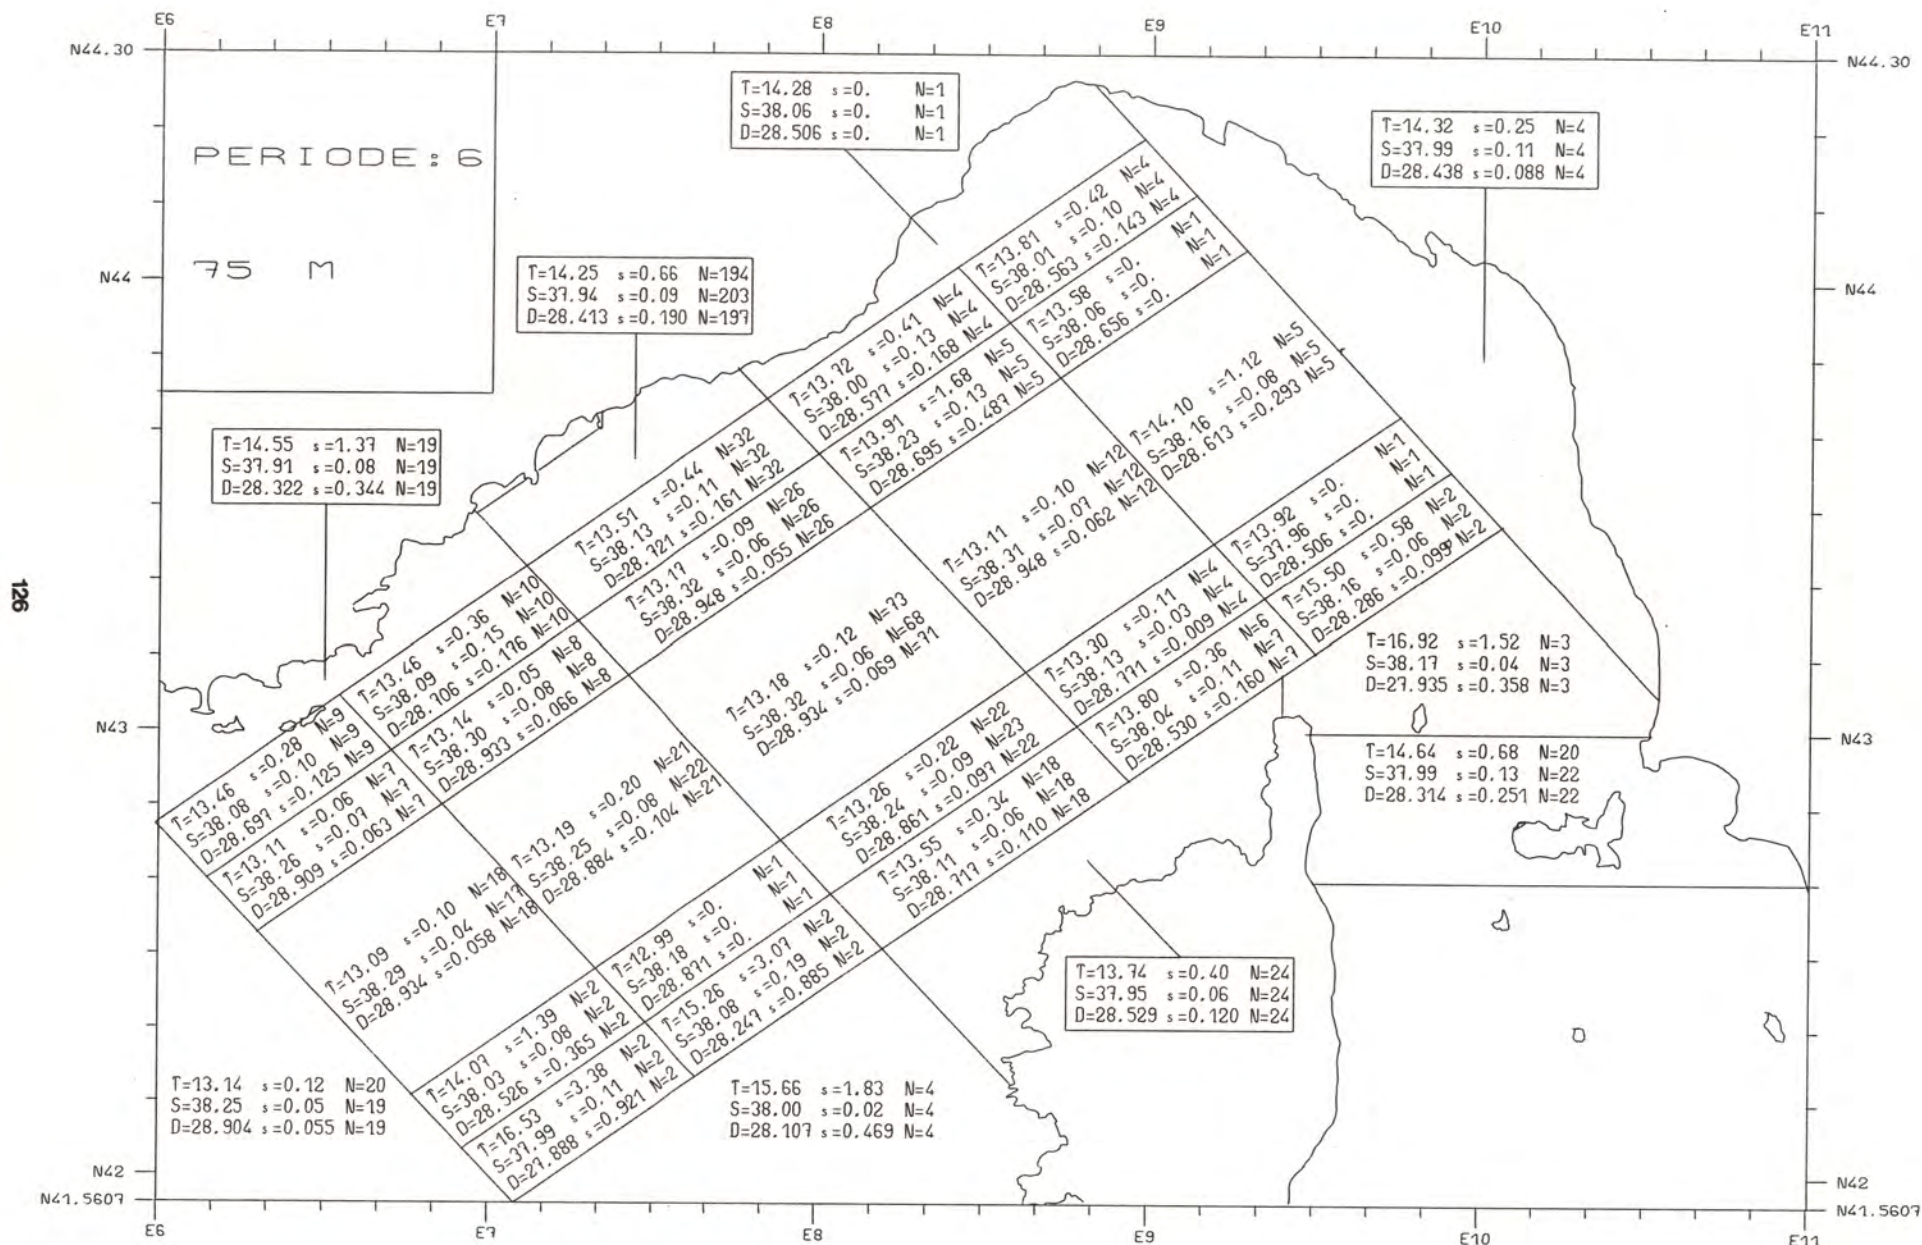 E6 E7 E8 E9 E10 E11
N44.30 N44.30
PERIODE:6
75 M
T=14.28 s=0. N=1
S=38.06 s=0. N=1
D=28.506 s=0. N=1
T=14.32 s=0.25 N=4
S=37.99 s=0.11 N=4
D=28.438 s=0.088 N=4
T=14.25 s=0.66 N=194
S=37.94 s=0.09 N=203
D=28.413 s=0.190 N=197
N44 N44
T=13.81 s=0.42 N=4
S=38.01 s=0.10 N=4
D=28.563 s=0.143 N=4
T=13.58 s=0. N=1
S=38.06 s=0. N=1
D=28.656 s=0. N=1
T=13.72 s=0.41 N=4
S=38.00 s=0.13 N=4
D=28.577 s=0.168 N=4
T=13.91 s=1.68 N=5
S=38.23 s=0.13 N=5
D=28.695 s=0.487 N=5
T=14.10 s=1.12 N=5
S=38.16 s=0.08 N=5
D=28.613 s=0.293 N=5
T=14.55 s=1.37 N=19
S=37.91 s=0.08 N=19
D=28.322 s=0.344 N=19
T=13.51 s=0.44 N=32
S=38.13 s=0.11 N=32
D=28.721 s=0.161 N=32
T=13.17 s=0.09 N=26
S=38.32 s=0.06 N=26
D=28.948 s=0.055 N=26
T=13.11 s=0.10 N=12
S=38.31 s=0.07 N=12
D=28.948 s=0.062 N=12
T=13.92 s=0. N=1
S=37.96 s=0. N=1
D=28.506 s=0. N=1
T=15.50 s=0.58 N=2
S=38.16 s=0.06 N=2
D=28.286 s=0.099 N=2
126
T=13.46 s=0.36 N=10
S=38.09 s=0.15 N=10
D=28.706 s=0.176 N=10
T=13.14 s=0.05 N=8
S=38.30 s=0.08 N=8
D=28.933 s=0.066 N=8
T=13.18 s=0.12 N=73
S=38.32 s=0.06 N=68
D=28.934 s=0.069 N=71
T=13.30 s=0.11 N=4
S=38.13 s=0.03 N=4
D=28.771 s=0.009 N=4
T=13.80 s=0.36 N=6
S=38.04 s=0.11 N=7
D=28.530 s=0.160 N=7
T=16.92 s=1.52 N=3
S=38.17 s=0.04 N=3
D=27.935 s=0.358 N=3
N43 N43
T=14.64 s=0.68 N=20
S=37.99 s=0.13 N=22
D=28.314 s=0.251 N=22
T=13.46 s=0.28 N=9
S=38.08 s=0.10 N=9
D=28.697 s=0.125 N=9
T=13.11 s=0.06 N=7
S=38.26 s=0.07 N=7
D=28.909 s=0.063 N=7
T=13.19 s=0.20 N=21
S=38.25 s=0.08 N=22
D=28.884 s=0.104 N=21
T=13.26 s=0.22 N=22
S=38.24 s=0.09 N=23
D=28.861 s=0.097 N=22
T=13.55 s=0.34 N=18
S=38.11 s=0.06 N=18
D=28.717 s=0.110 N=18
T=13.09 s=0.10 N=18
S=38.29 s=0.04 N=17
D=28.934 s=0.058 N=18
T=12.99 s=0. N=1
S=38.18 s=0. N=1
D=28.871 s=0. N=1
T=15.26 s=3.07 N=2
S=38.08 s=0.19 N=2
D=28.247 s=0.885 N=2
T=13.74 s=0.40 N=24
S=37.95 s=0.06 N=24
D=28.529 s=0.120 N=24
T=14.07 s=1.39 N=2
S=38.03 s=0.08 N=2
D=28.526 s=0.365 N=2
T=16.53 s=3.38 N=2
S=37.99 s=0.11 N=2
D=27.888 s=0.921 N=2
T=13.14 s=0.12 N=20
S=38.25 s=0.05 N=19
D=28.904 s=0.055 N=19
T=15.66 s=1.83 N=4
S=38.00 s=0.02 N=4
D=28.107 s=0.469 N=4
N42 N42
N41.5607 N41.5607
E6 E7 E8 E9 E10 E11